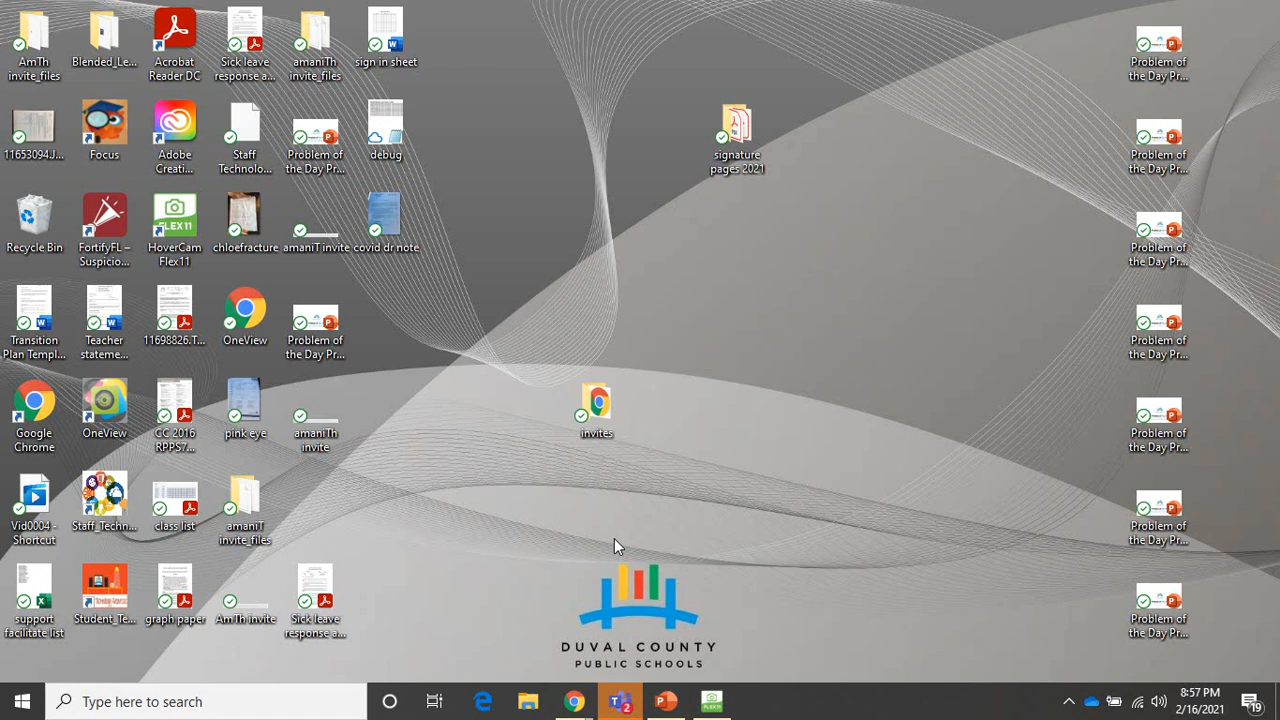 AmTh
invite_files
Blended_Le...
Acrobat
Reader DC
Sick leave
response a...
amaniTh
invite_files
sign in sheet
11653094.J...
Focus
Adobe
Creati...
Staff
Technolo...
Problem of
the Day Pr...
debug
Recycle Bin
FortifyFL –
Suspicio...
FLEX11
HoverCam
Flex11
chloefracture
amaniT invite
covid dr note
Transition
Plan Templ...
Teacher
stateme...
11698826.T...
OneView
Problem of
the Day Pr...
Google
Chrome
OneView
CC 2016
RPPS7...
pink eye
amaniTh
invite
Vid0004 -
Shortcut
Staff_Techn...
class list
amaniT
invite_files
support
facilitate list
Student_Te...
graph paper
AmTh invite
Sick leave
response a...
signature
pages 2021
invites
Problem of
the Day Pr...
Problem of
the Day Pr...
Problem of
the Day Pr...
Problem of
the Day Pr...
Problem of
the Day Pr...
Problem of
the Day Pr...
Problem of
the Day Pr...
DUVAL COUNTY
PUBLIC SCHOOLS
Type here to search
2
FLEX11
8:57 PM
2/16/2021
19